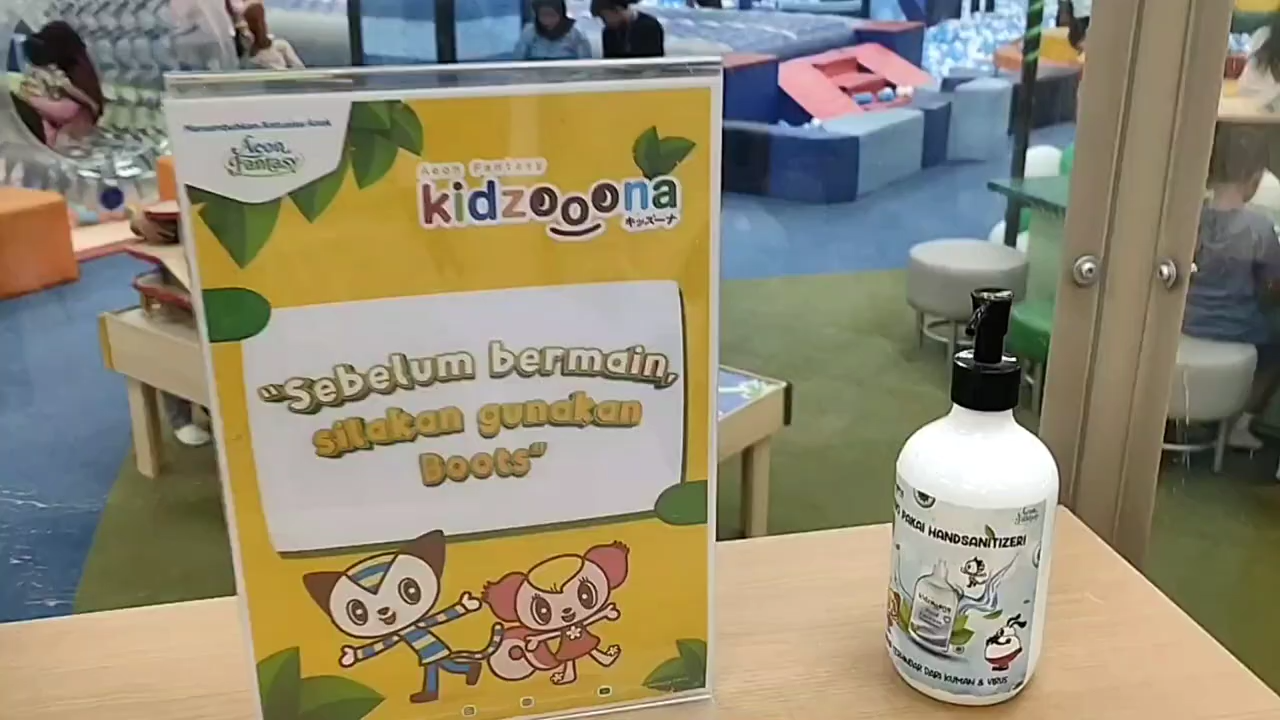 Aeon
Fantasy
Aeon Fantasy
kidzooona
キッズーナ
"Sebelum bermain,
silakan gunakan
Boots"
PAKAI HANDSANITIZER!
DARI KUMAN & VIRUS